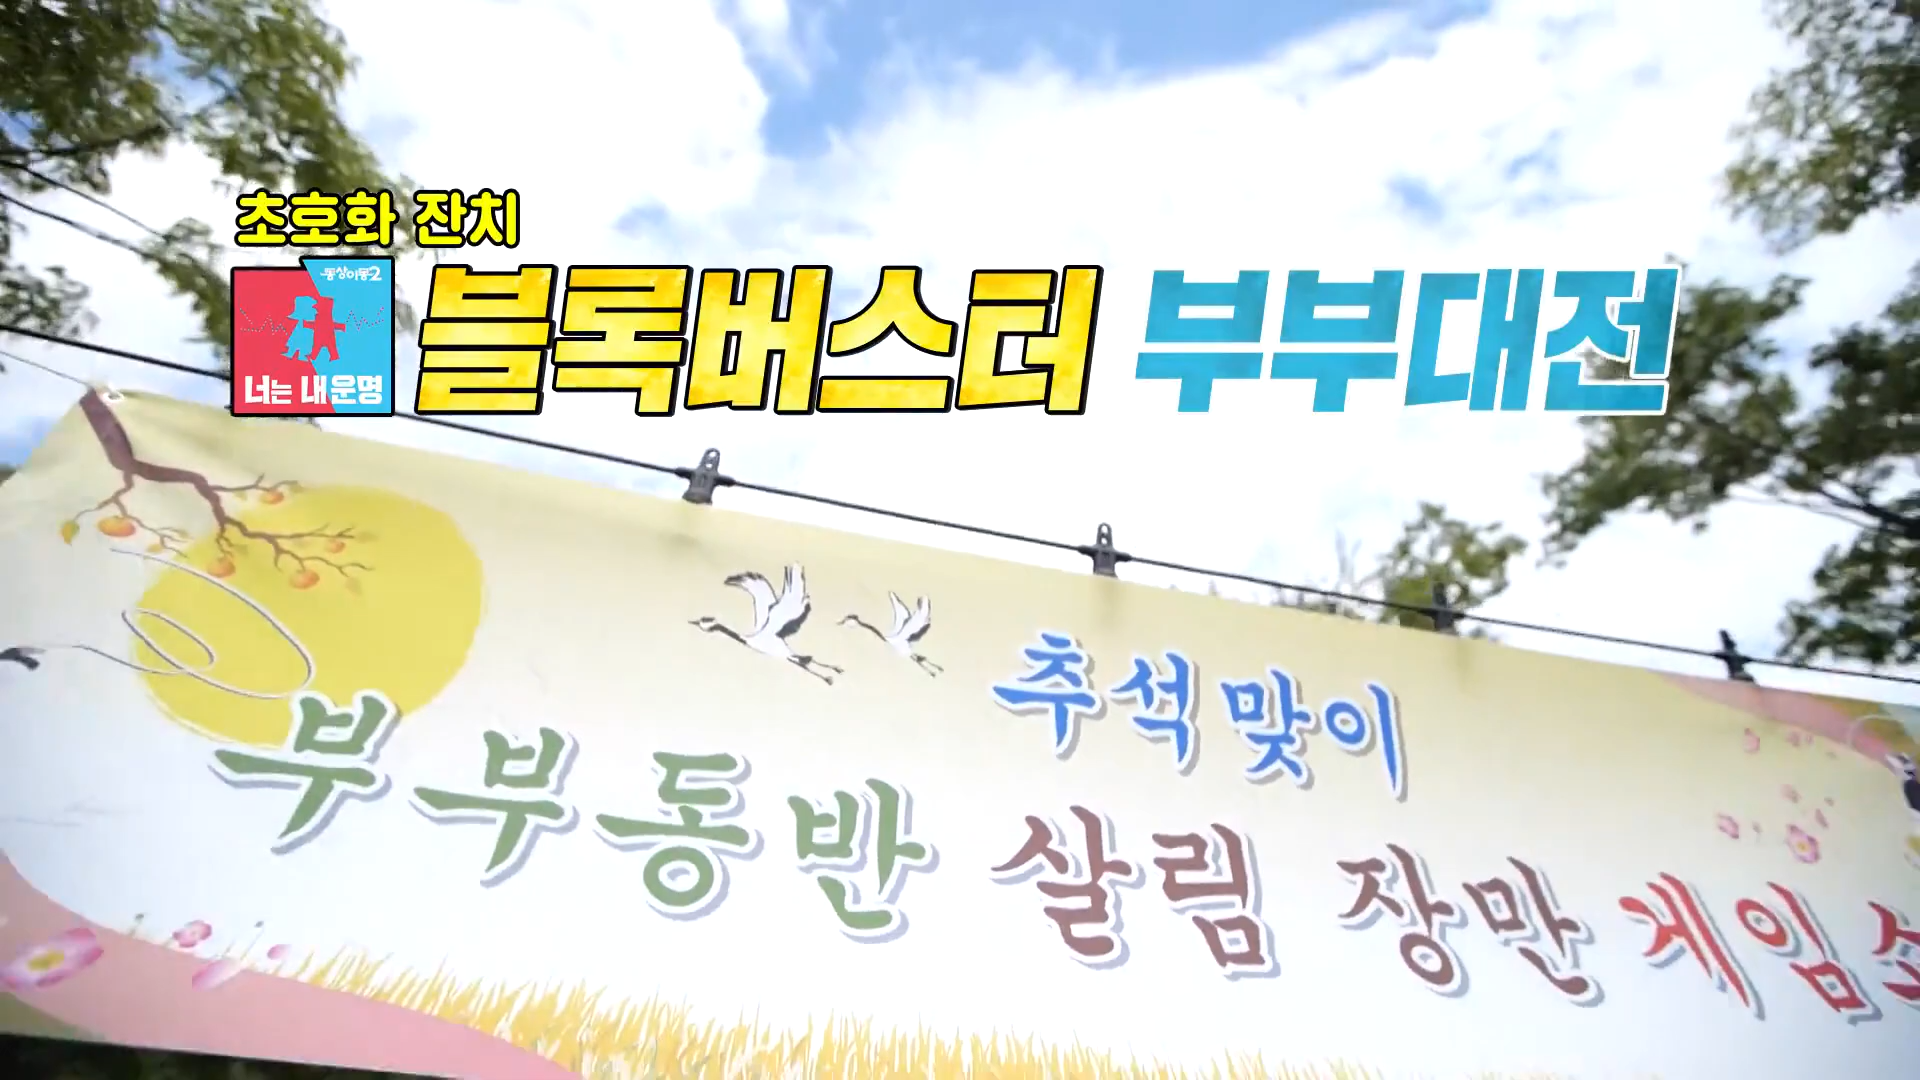 초호화 잔치
동상이몽2
너는 내 운명
블록버스터 부부대전
추석 맞이
부부동반 살림 장만 게임